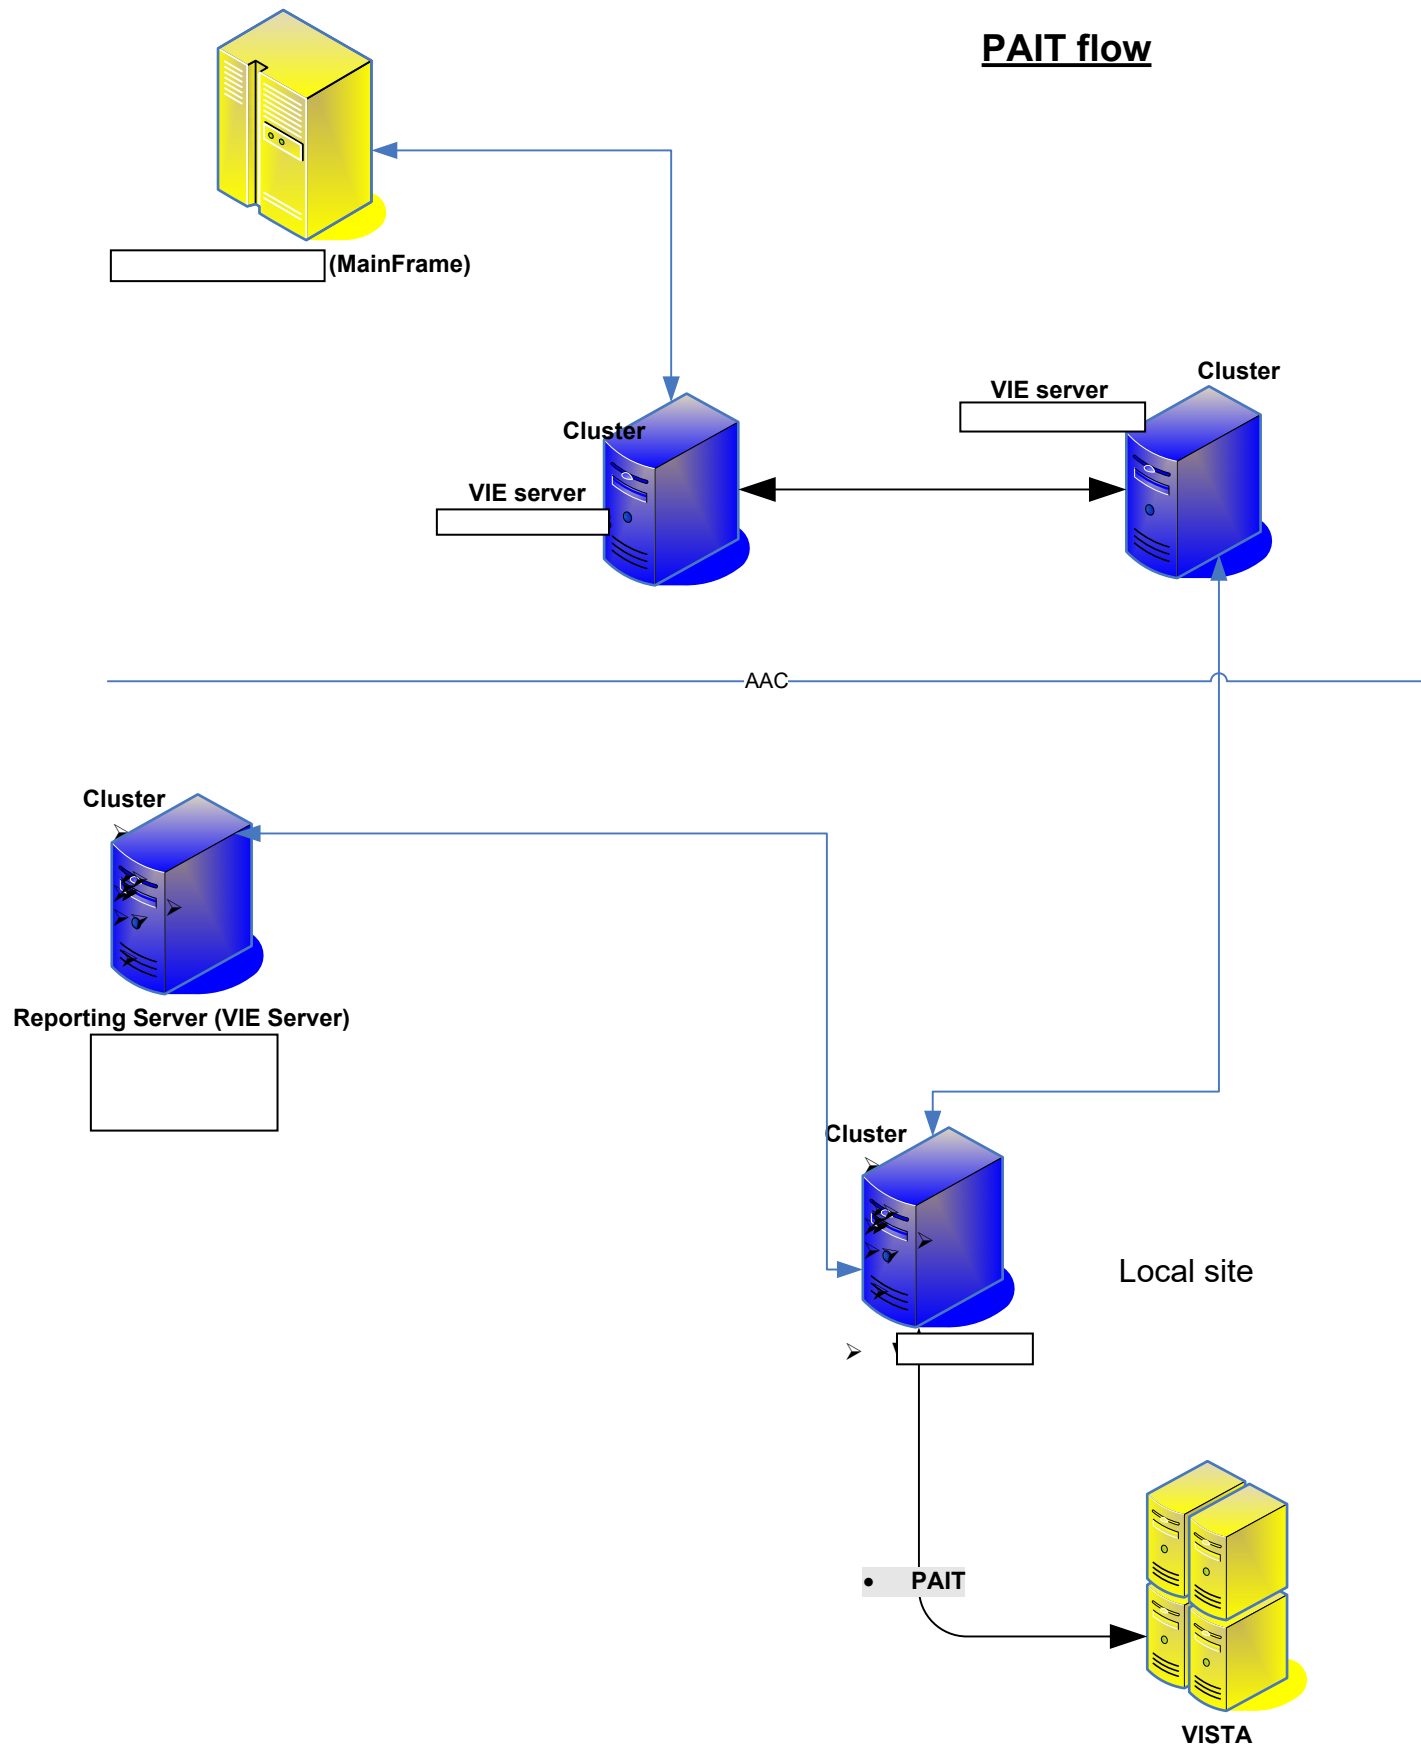 PAIT flow
(MainFrame)
Cluster
VIE server
Cluster
VIE server
AAC
Cluster
Reporting Server (VIE Server)
Cluster
Local site
• PAIT
VISTA